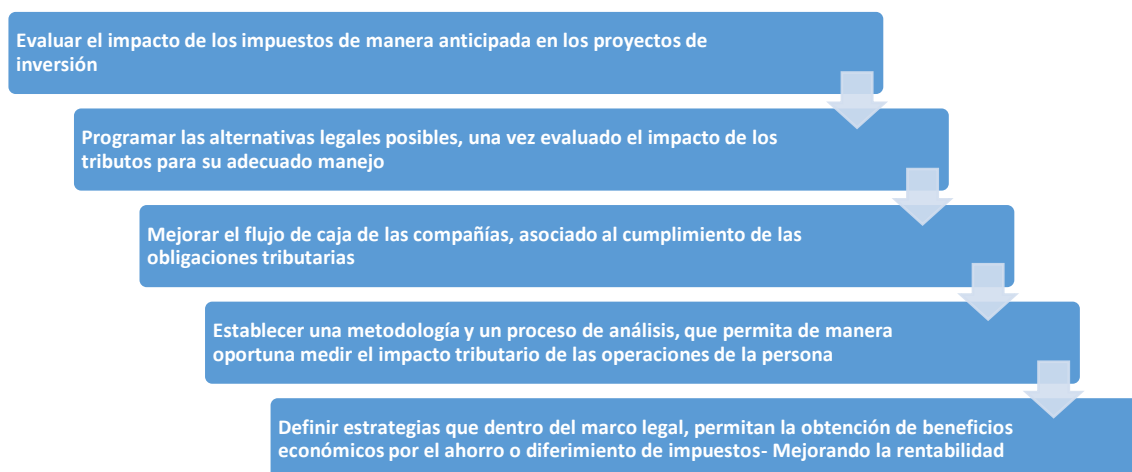 Evaluar el impacto de los impuestos de manera anticipada en los proyectos de
inversión
Programar las alternativas legales posibles, una vez evaluado el impacto de los
tributos para su adecuado manejo
Mejorar el flujo de caja de las compañías, asociado al cumplimiento de las
obligaciones tributarias
Establecer una metodología y un proceso de análisis, que permita de manera
oportuna medir el impacto tributario de las operaciones de la persona
Definir estrategias que dentro del marco legal, permitan la obtención de beneficios
económicos por el ahorro o diferimiento de impuestos- Mejorando la rentabilidad